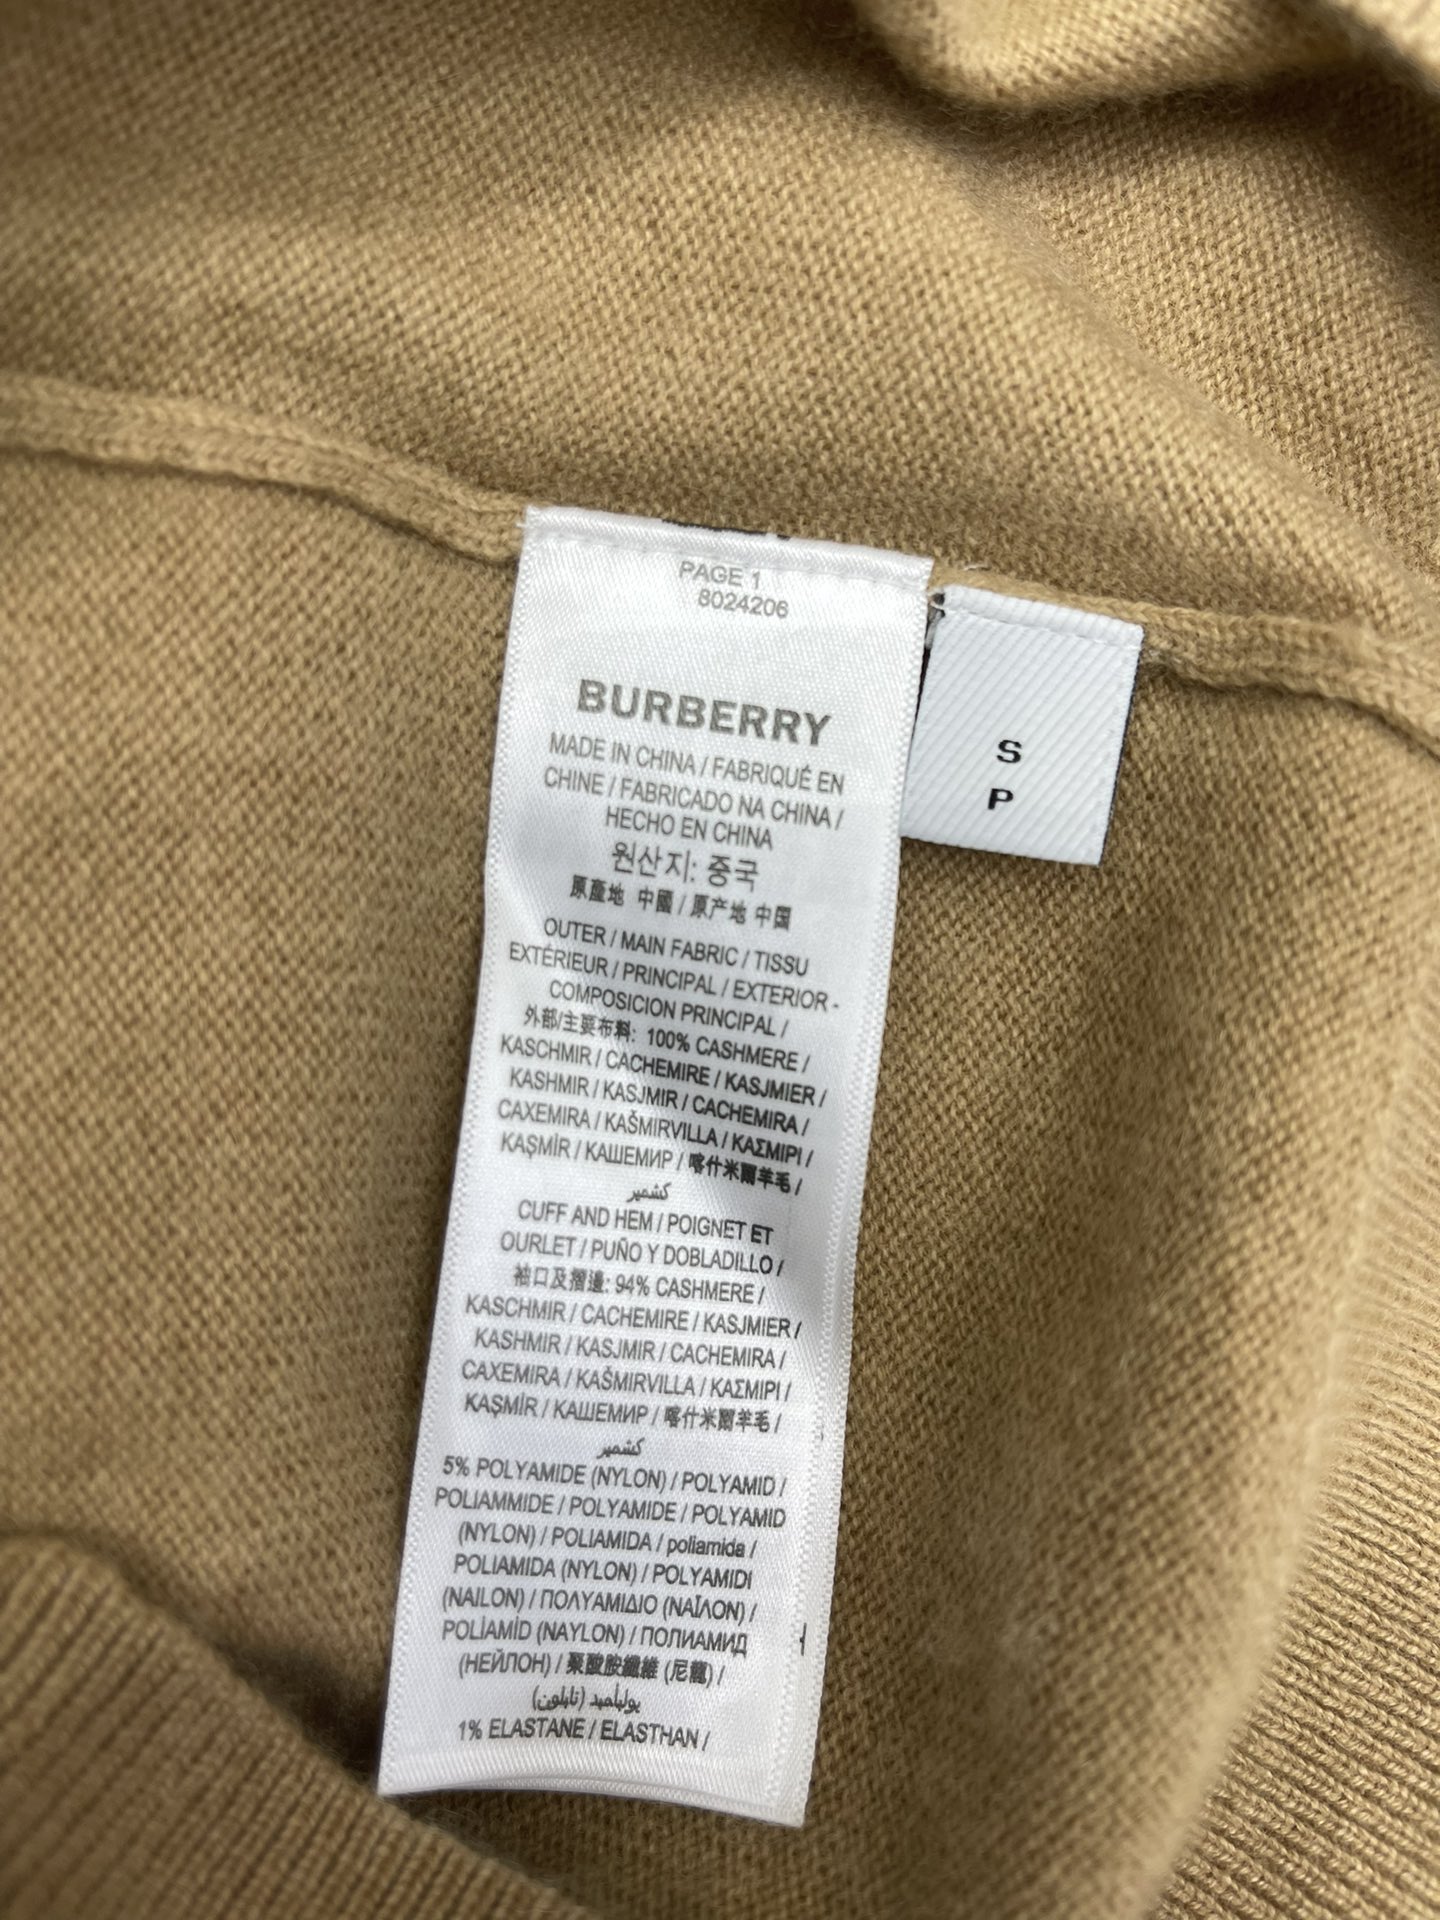 PAGE 1
8024206
BURBERRY
MADE IN CHINA / FABRIQUÉ EN
CHINE / FABRICADO NA CHINA /
HECHO EN CHINA
원산지: 중국
原產地 中國 / 原产地 中国
OUTER / MAIN FABRIC / TISSU
EXTÉRIEUR / PRINCIPAL / EXTERIOR -
COMPOSICION PRINCIPAL /
外部/主要布料: 100% CASHMERE /
KASCHMIR / CACHEMIRE / KASJMIER /
KASHMIR / KASJMIR / CACHEMIRA /
CAXEMIRA / KAŠMIRVILLA / ΚΑΣΜΙΡΙ /
KAŞMİR / КАШЕМИР / 喀什米爾羊毛 /
كشمير
CUFF AND HEM / POIGNET ET
OURLET / PUÑO Y DOBLADILLO /
袖口及摺邊: 94% CASHMERE /
KASCHMIR / CACHEMIRE / KASJMIER /
KASHMIR / KASJMIR / CACHEMIRA /
CAXEMIRA / KAŠMIRVILLA / ΚΑΣΜΙΡΙ /
KAŞMİR / КАШЕМИР / 喀什米爾羊毛 /
كشمير
5% POLYAMIDE (NYLON) / POLYAMID /
POLIAMMIDE / POLYAMIDE / POLYAMID
(NYLON) / POLIAMIDA / poliamida /
POLIAMIDA (NYLON) / POLYAMIDI
(NAILON) / ΠΟΛΥΑΜΙΔΙΟ (ΝΑΪΛΟΝ) /
POLİAMİD (NAYLON) / ПОЛИАМИД
(НЕЙЛОН) / 聚酸胺纖維 (尼龍) /
بولياميد (نايلون)
1% ELASTANE / ELASTHAN /
S
P